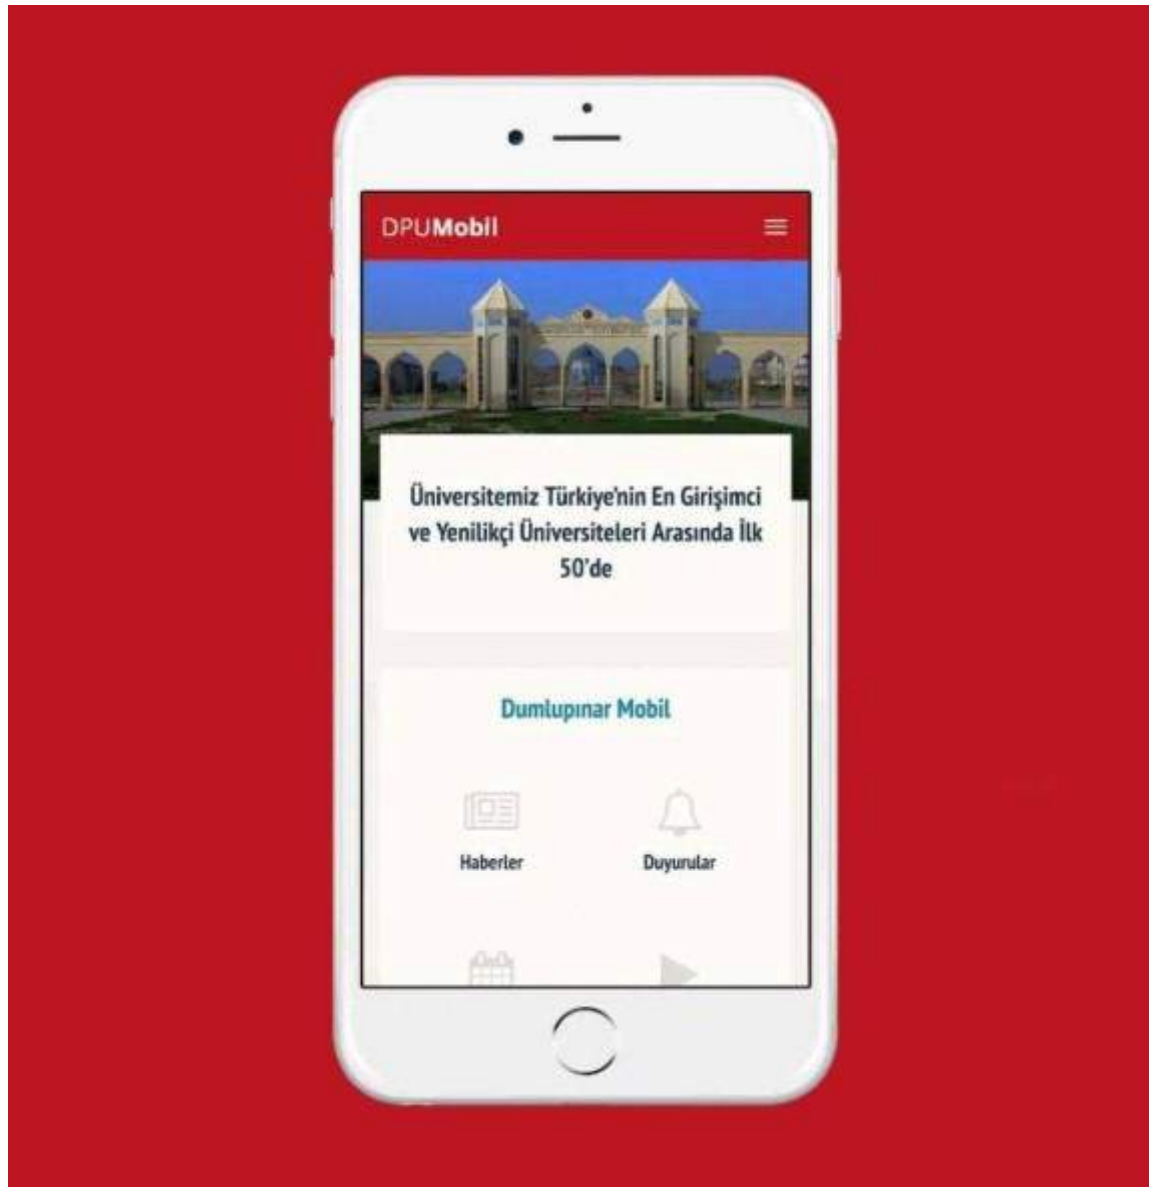 DPUMobil
Üniversitemiz Türkiye'nin En Girişimci
ve Yenilikçi Üniversiteleri Arasında İlk
50'de
Dumlupınar Mobil
Haberler
Duyurular